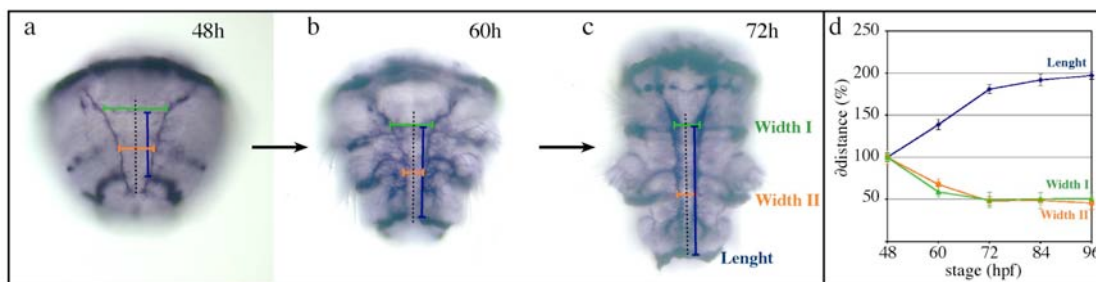 a
48h
b
60h
c
72h
Width I
Width II
Lenght
d
250
200
150
100
50
∂distance (%)
Lenght
Width I
Width II
48
60
72
84
96
stage (hpf)